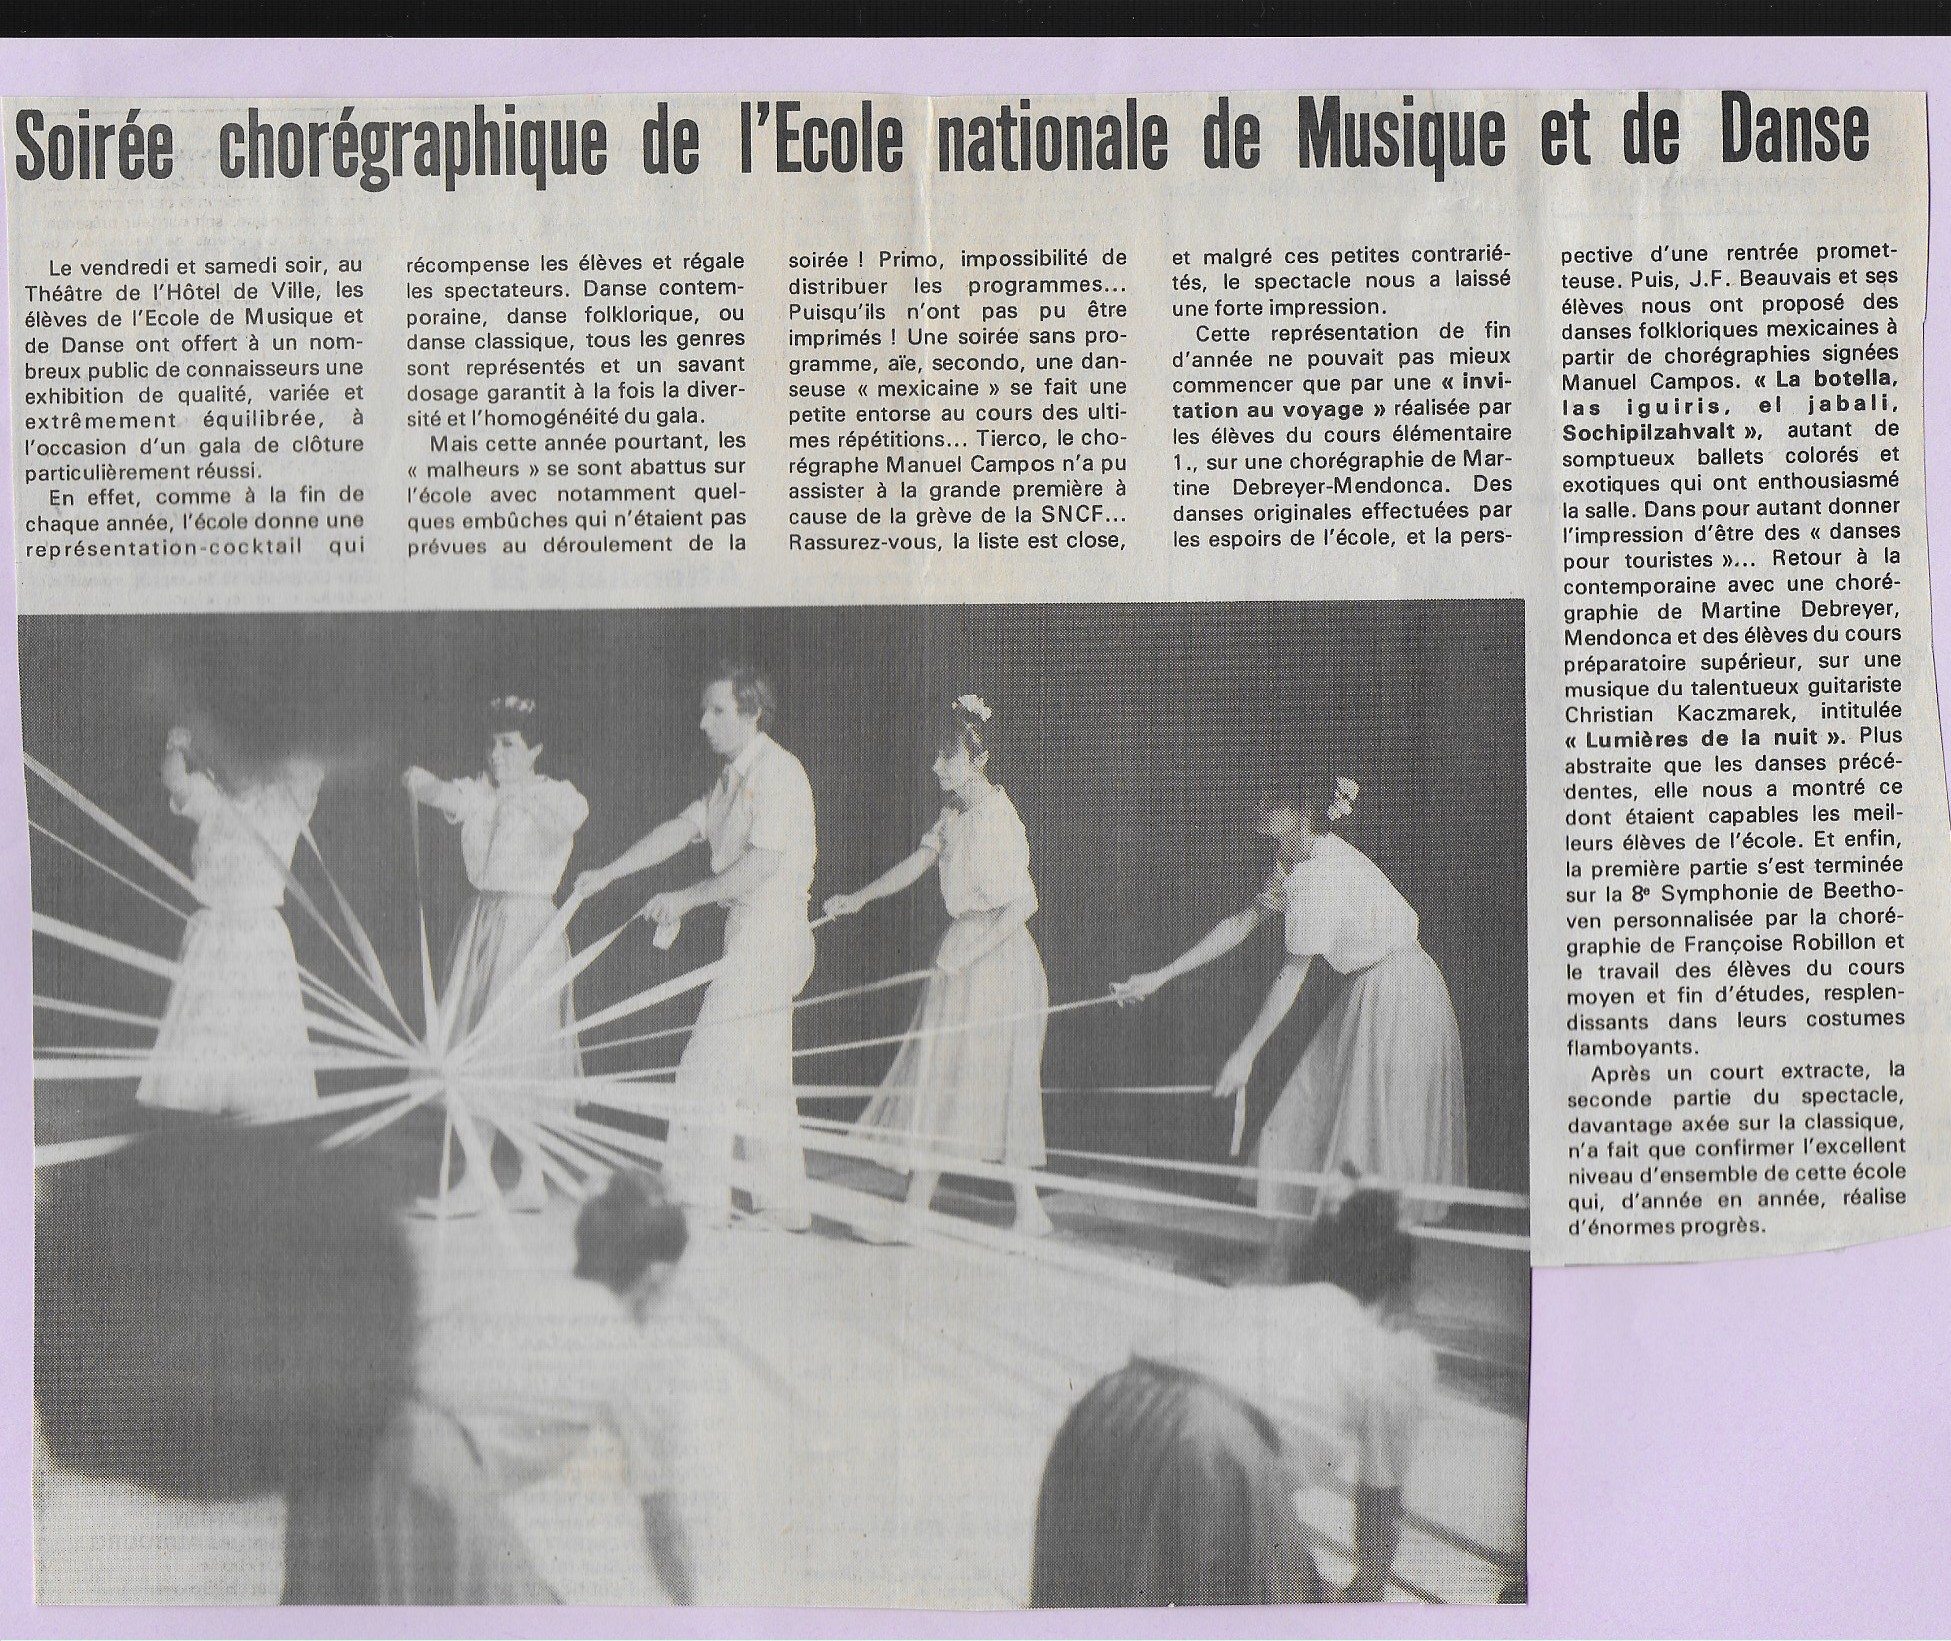 Soirée chorégraphique de l'Ecole nationale de Musique et de Danse
Le vendredi et samedi soir, au
Théâtre de l'Hôtel de Ville, les
élèves de l'Ecole de Musique et
de Danse ont offert à un nom-
breux public de connaisseurs une
exhibition de qualité, variée et
extrêmement équilibrée, à
l'occasion d'un gala de clôture
particulièrement réussi.
En effet, comme à la fin de
chaque année, l'école donne une
représentation-cocktail qui
récompense les élèves et régale
les spectateurs. Danse contem-
poraine, danse folklorique, ou
danse classique, tous les genres
sont représentés et un savant
dosage garantit à la fois la diver-
sité et l'homogénéité du gala.
Mais cette année pourtant, les
« malheurs » se sont abattus sur
l'école avec notamment quel-
ques embûches qui n'étaient pas
prévues au déroulement de la
soirée ! Primo, impossibilité de
distribuer les programmes...
Puisqu'ils n'ont pas pu être
imprimés ! Une soirée sans pro-
gramme, aïe, secondo, une dan-
seuse « mexicaine » se fait une
petite entorse au cours des ulti-
mes répétitions... Tierco, le cho-
régraphe Manuel Campos n'a pu
assister à la grande première à
cause de la grève de la SNCF...
Rassurez-vous, la liste est close,
et malgré ces petites contrarié-
tés, le spectacle nous a laissé
une forte impression.
Cette représentation de fin
d'année ne pouvait pas mieux
commencer que par une « invi-
tation au voyage » réalisée par
les élèves du cours élémentaire
1., sur une chorégraphie de Mar-
tine Debreyer-Mendonca. Des
danses originales effectuées par
les espoirs de l'école, et la pers-
pective d'une rentrée promet-
teuse. Puis, J.F. Beauvais et ses
élèves nous ont proposé des
danses folkloriques mexicaines à
partir de chorégraphies signées
Manuel Campos. « La botella,
las iguiris, el jabali,
Sochipilzahvalt », autant de
somptueux ballets colorés et
exotiques qui ont enthousiasmé
la salle. Dans pour autant donner
l'impression d'être des « danses
pour touristes »... Retour à la
contemporaine avec une choré-
graphie de Martine Debreyer,
Mendonca et des élèves du cours
préparatoire supérieur, sur une
musique du talentueux guitariste
Christian Kaczmarek, intitulée
« Lumières de la nuit ». Plus
abstraite que les danses précé-
dentes, elle nous a montré ce
dont étaient capables les meil-
leurs élèves de l'école. Et enfin,
la première partie s'est terminée
sur la 8e Symphonie de Beetho-
ven personnalisée par la choré-
graphie de Françoise Robillon et
le travail des élèves du cours
moyen et fin d'études, resplen-
dissants dans leurs costumes
flamboyants.
Après un court extracte, la
seconde partie du spectacle,
davantage axée sur la classique,
n'a fait que confirmer l'excellent
niveau d'ensemble de cette école
qui, d'année en année, réalise
d'énormes progrès.